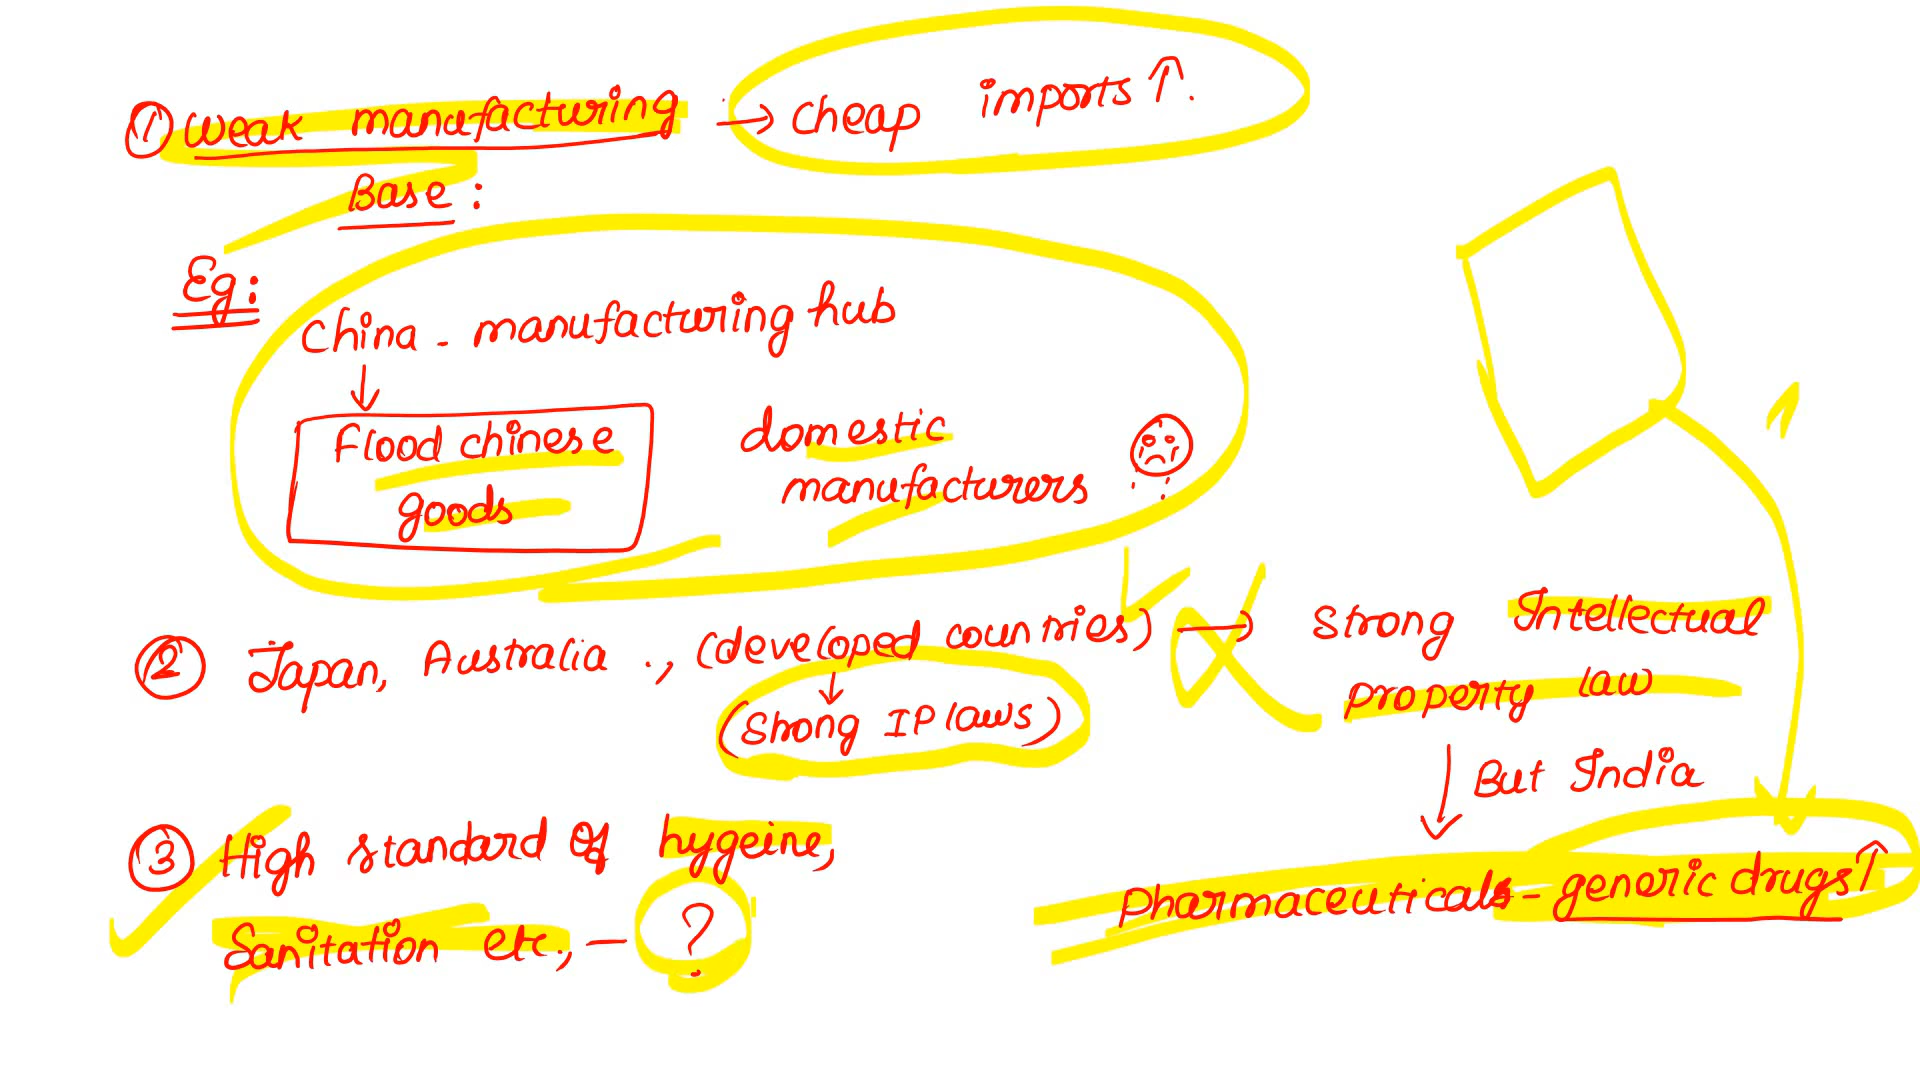 ① Weak manufacturing → Cheap imports ↑.
Base :
Eg:
China - manufacturing hub
↓
Flood chinese
goods
domestic
manufacturers
② Japan, Australia ., (developed countries) → Strong Intellectual
property law
↓
(Strong IP laws)
↓ But India
③ High standard of hygeine,
Sanitation etc., - ?
Pharmaceuticals - generic drugs ↑